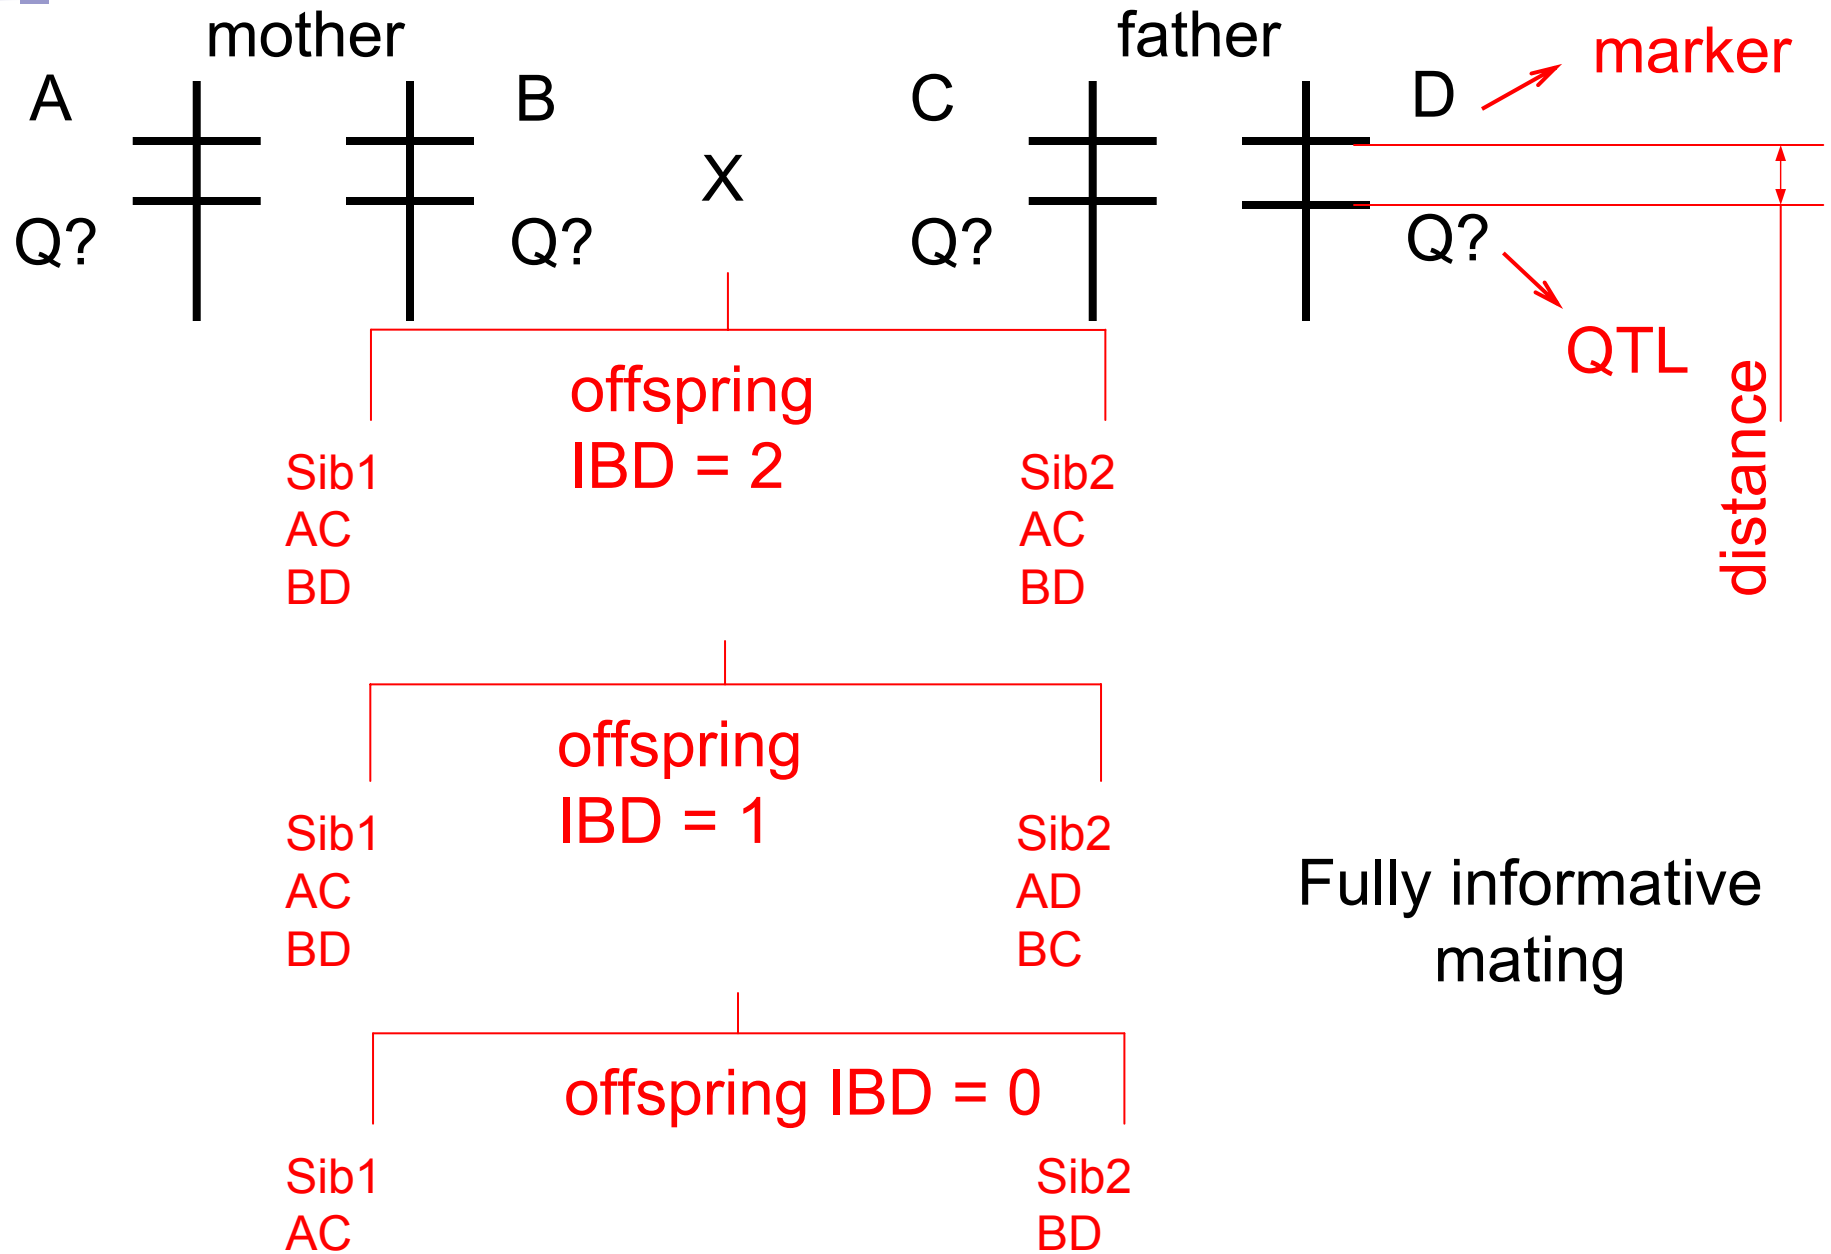 mother father marker
A B C D
X
Q? Q? Q? Q?
QTL
distance
offspring
IBD = 2
Sib1 Sib2
AC AC
BD BD
offspring
IBD = 1
Sib1 Sib2
AC AD
BD BC
Fully informative
mating
offspring IBD = 0
Sib1 Sib2
AC BD